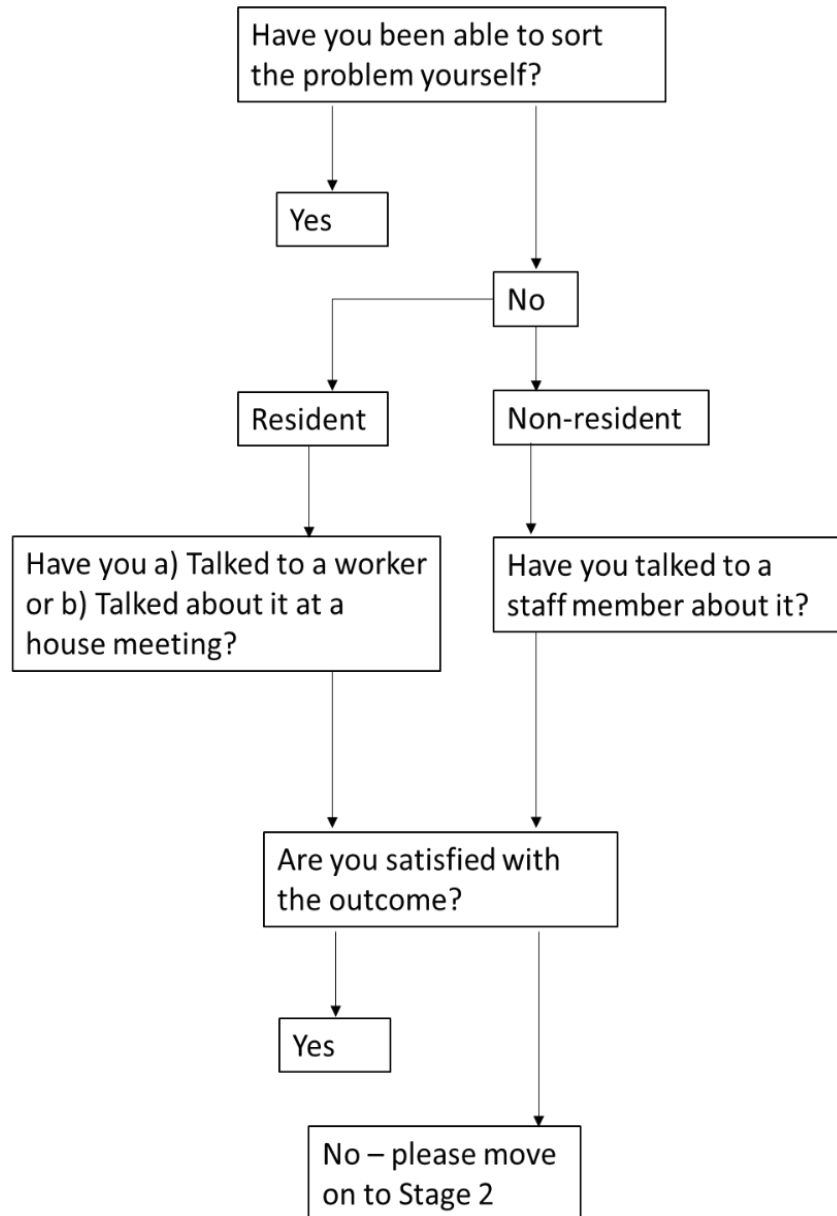 Have you been able to sort
the problem yourself?
Yes
No
Resident
Non-resident
Have you a) Talked to a worker
or b) Talked about it at a
house meeting?
Have you talked to a
staff member about it?
Are you satisfied with
the outcome?
Yes
No – please move
on to Stage 2